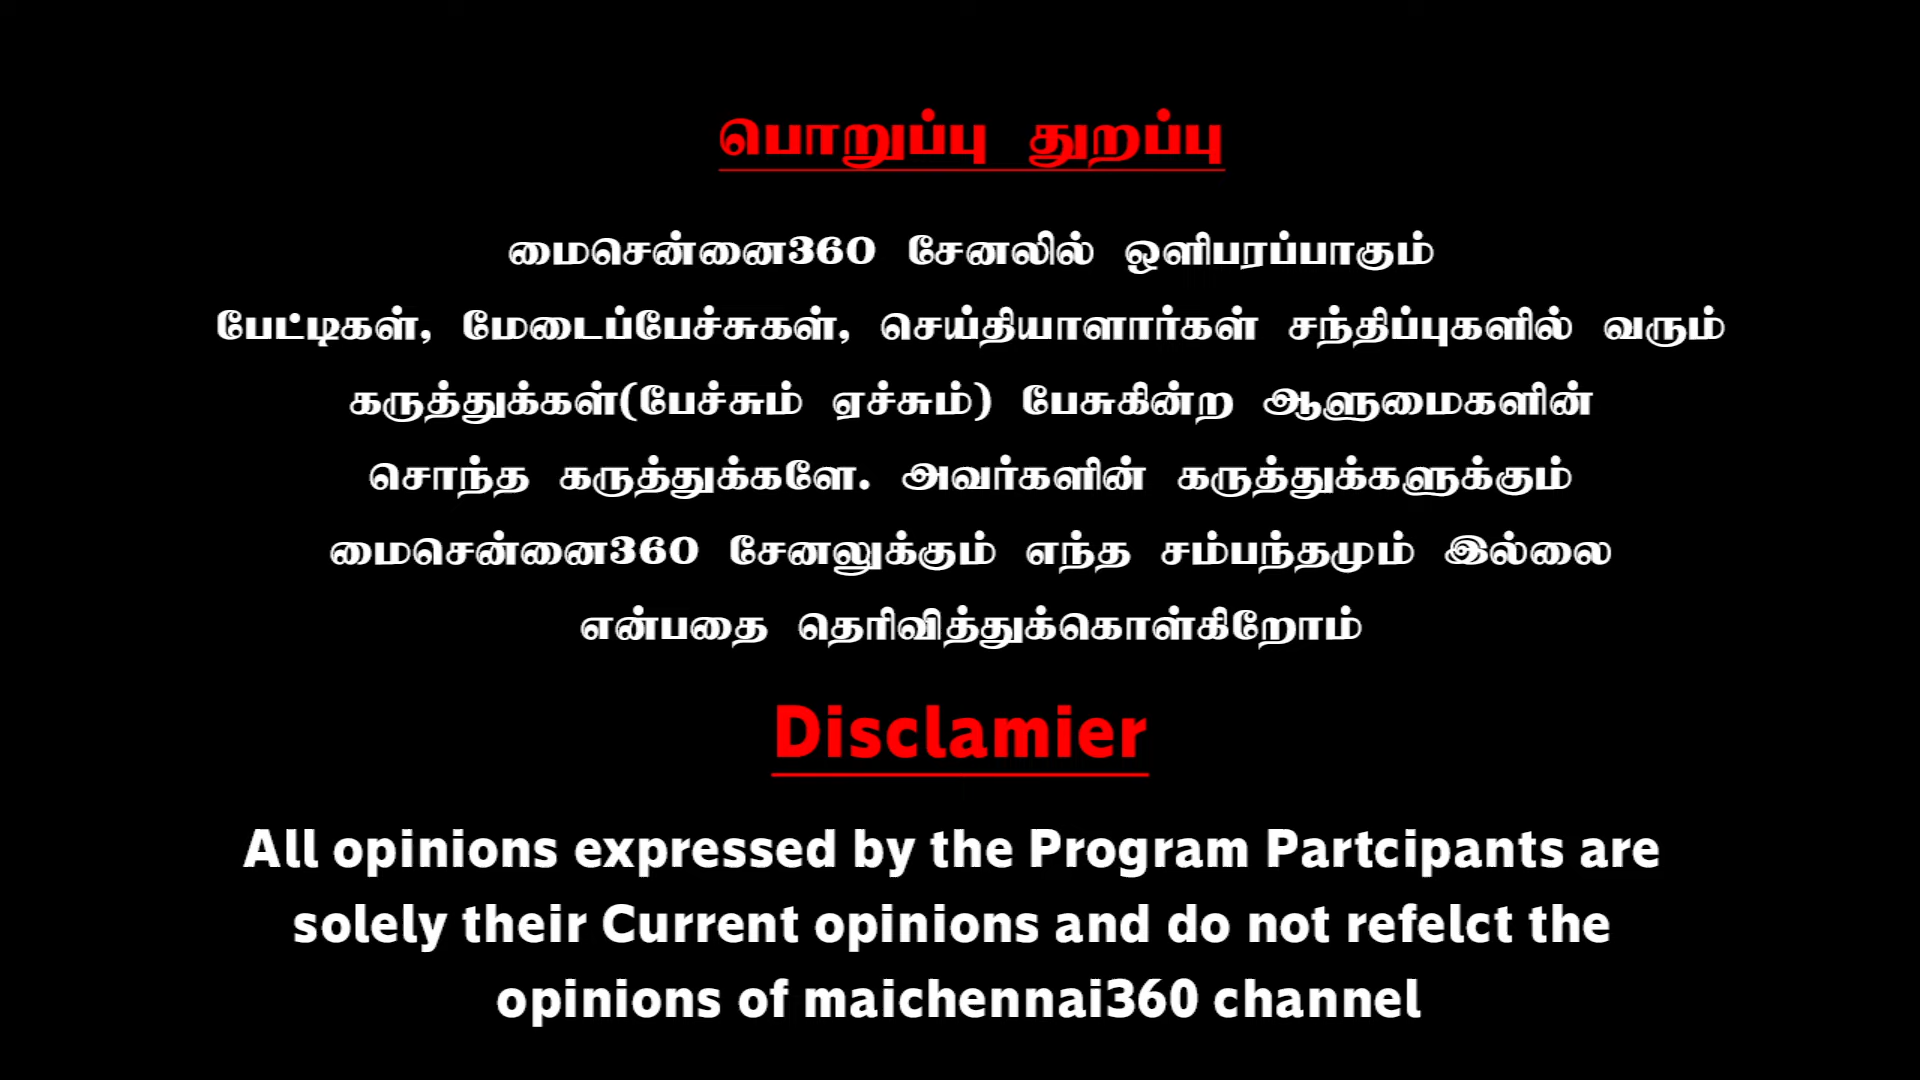 பொறுப்பு துறப்பு
மைசென்னை360 சேனலில் ஒளிபரப்பாகும்
பேட்டிகள், மேடைப்பேச்சுகள், செய்தியாளார்கள் சந்திப்புகளில் வரும்
கருத்துக்கள்(பேச்சும் ஏச்சும்) பேசுகின்ற ஆளுமைகளின்
சொந்த கருத்துக்களே. அவர்களின் கருத்துக்களுக்கும்
மைசென்னை360 சேனலுக்கும் எந்த சம்பந்தமும் இல்லை
என்பதை தெரிவித்துக்கொள்கிறோம்
Disclamier
All opinions expressed by the Program Partcipants are
solely their Current opinions and do not refelct the
opinions of maichennai360 channel